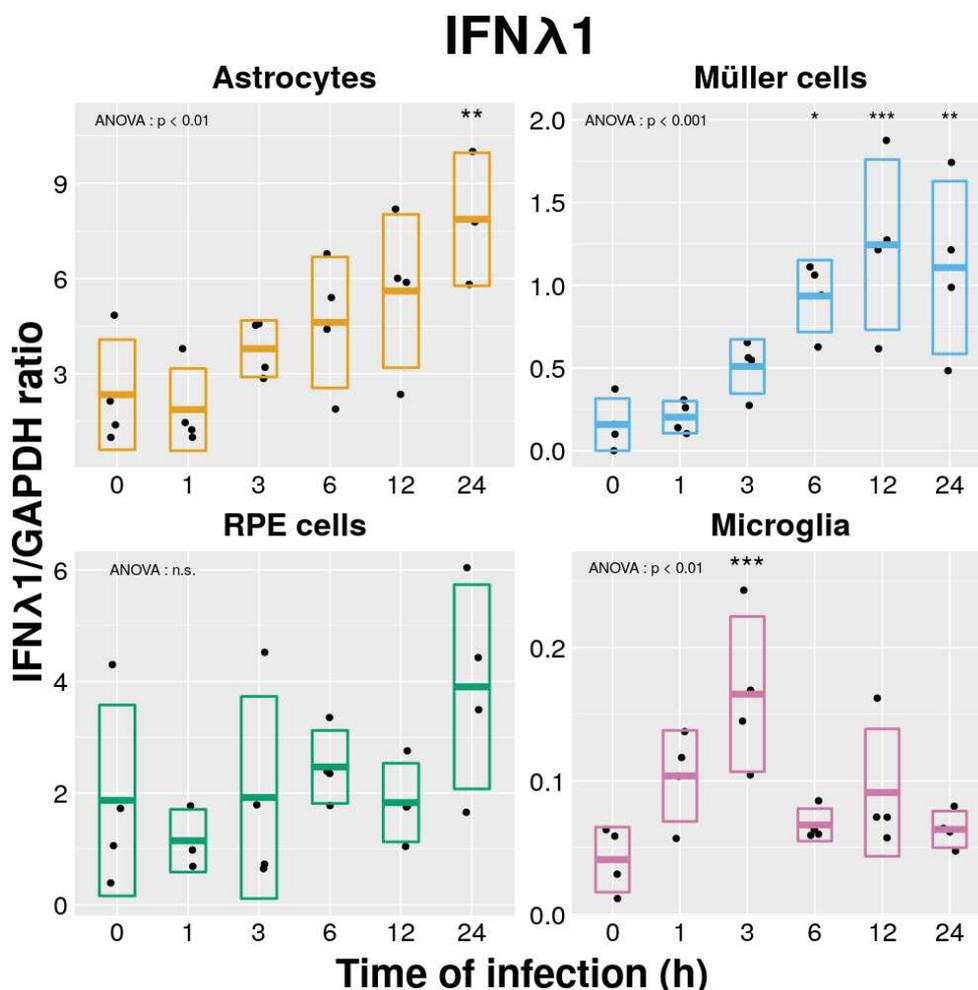 IFNλ1
Astrocytes
ANOVA : p < 0.01
**
9
6
3
0 1 3 6 12 24
Müller cells
ANOVA : p < 0.001
* *** **
2.0
1.5
1.0
0.5
0.0
0 1 3 6 12 24
IFNλ1/GAPDH ratio
RPE cells
ANOVA : n.s.
6
4
2
0
0 1 3 6 12 24
Microglia
ANOVA : p < 0.01
***
0.2
0.1
0.0
0 1 3 6 12 24
Time of infection (h)